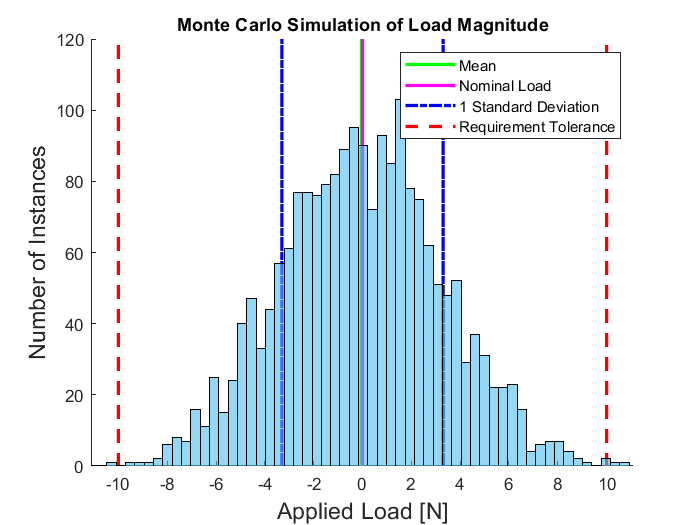 Monte Carlo Simulation of Load Magnitude
120
100
80
60
40
20
0
Number of Instances
Mean
Nominal Load
1 Standard Deviation
Requirement Tolerance
-10 -8 -6 -4 -2 0 2 4 6 8 10
Applied Load [N]